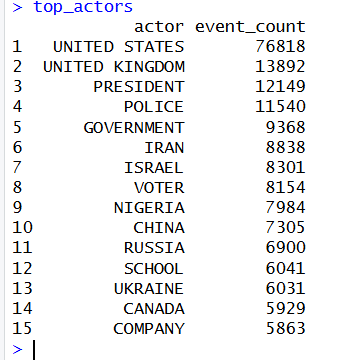 > top_actors
actor event_count
1 UNITED STATES 76818
2 UNITED KINGDOM 13892
3 PRESIDENT 12149
4 POLICE 11540
5 GOVERNMENT 9368
6 IRAN 8838
7 ISRAEL 8301
8 VOTER 8154
9 NIGERIA 7984
10 CHINA 7305
11 RUSSIA 6900
12 SCHOOL 6041
13 UKRAINE 6031
14 CANADA 5929
15 COMPANY 5863
>